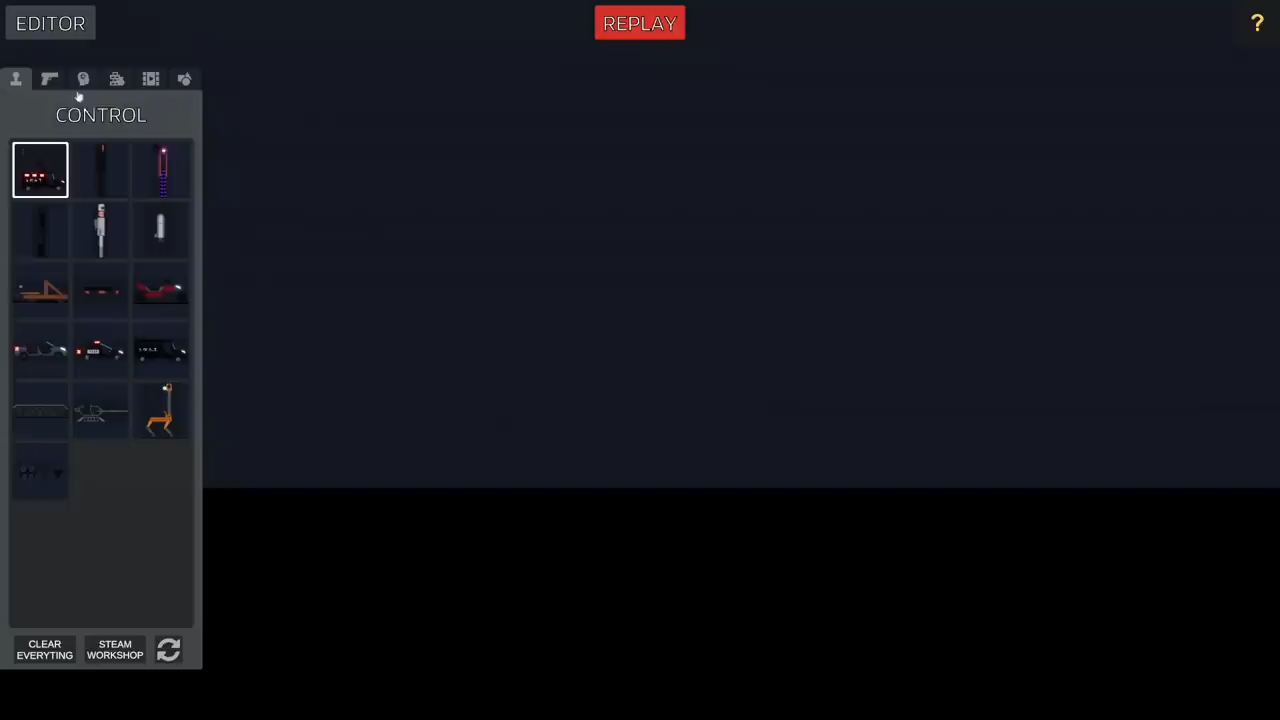 EDITOR
REPLAY
?
CONTROL
CLEAR
EVERYTING
STEAM
WORKSHOP